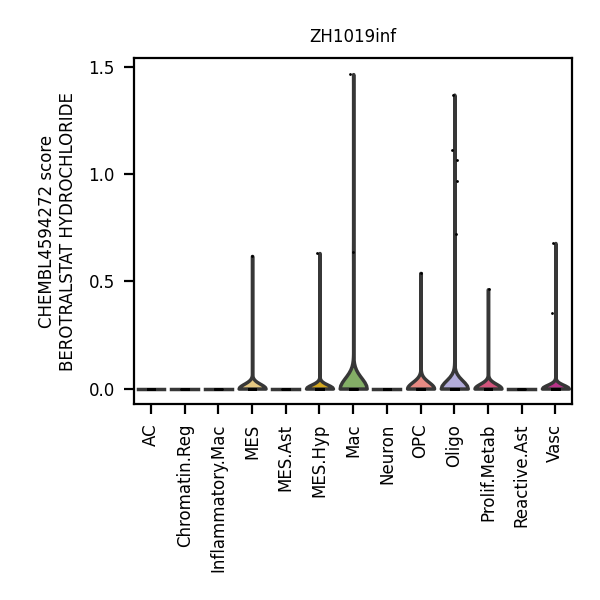 ZH1019inf
CHEMBL4594272 score
BEROTRALSTAT HYDROCHLORIDE
1.5
1.0
0.5
0.0
AC
Chromatin.Reg
Inflammatory.Mac
MES
MES.Ast
MES.Hyp
Mac
Neuron
OPC
Oligo
Prolif.Metab
Reactive.Ast
Vasc